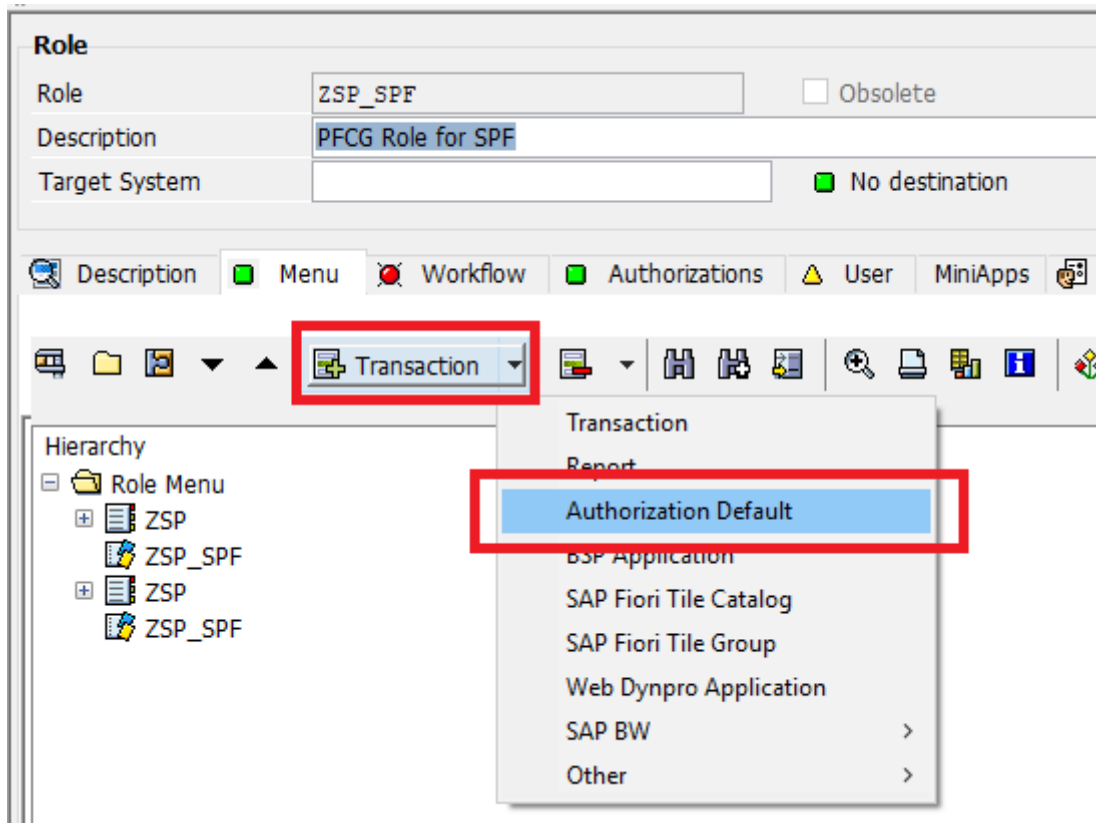 Role
Role ZSP_SPF Obsolete
Description PFCG Role for SPF
Target System No destination
Description Menu Workflow Authorizations User MiniApps
Transaction
Hierarchy
Role Menu
ZSP
ZSP_SPF
ZSP
ZSP_SPF
Transaction
Report
Authorization Default
BSP Application
SAP Fiori Tile Catalog
SAP Fiori Tile Group
Web Dynpro Application
SAP BW
Other